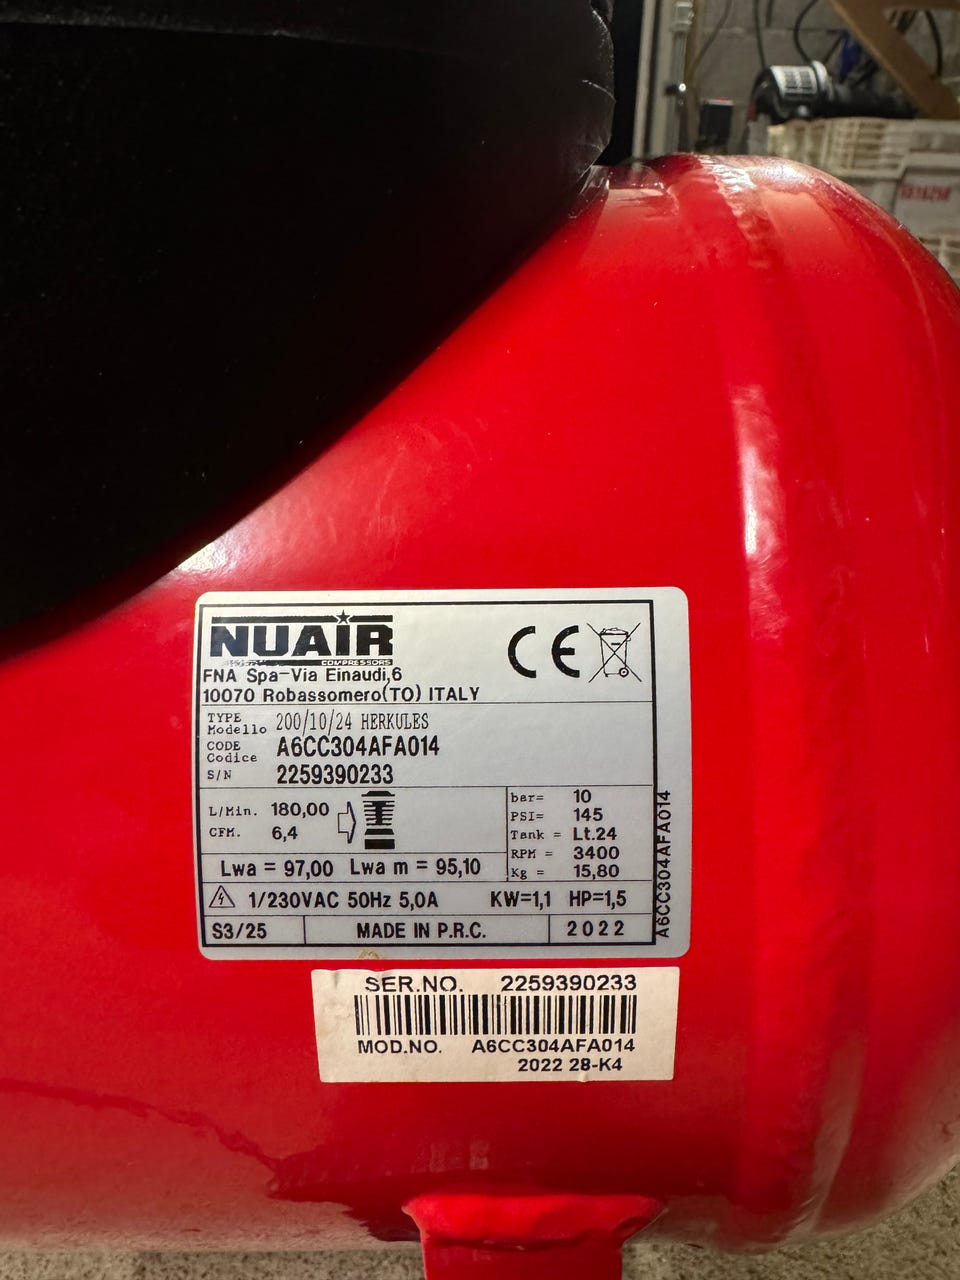 NUAIR
COMPRESSORS
FNA Spa-Via Einaudi,6
10070 Robassomero(TO) ITALY
CE
TYPE
Modello 200/10/24 HERKULES
CODE
Codice A6CC304AFA014
S/N 2259390233
L/Min. 180,00
CFM. 6,4
bar= 10
PSI= 145
Tank = Lt.24
RPM = 3400
Kg = 15,80
Lwa = 97,00 Lwa m = 95,10
1/230VAC 50Hz 5,0A KW=1,1 HP=1,5
S3/25 MADE IN P.R.C. 2022
A6CC304AFA014
SER.NO. 2259390233
MOD.NO. A6CC304AFA014
2022 28-K4